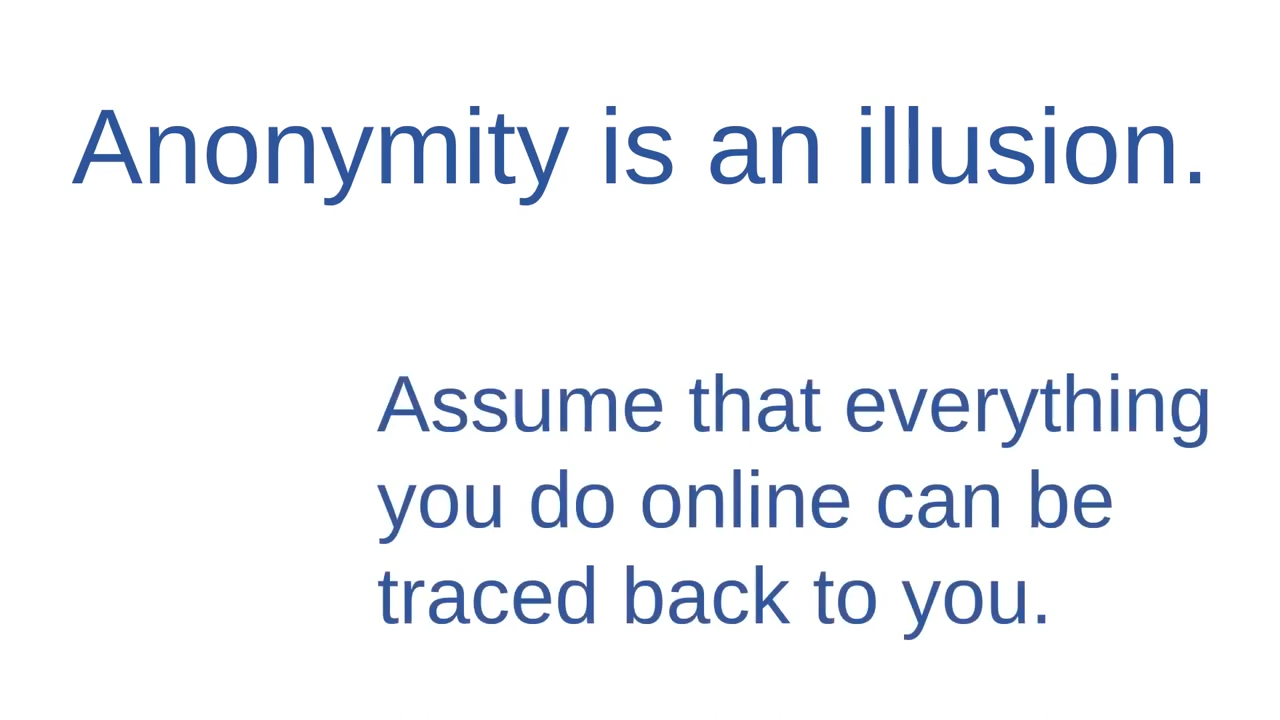 Anonymity is an illusion.
Assume that everything
you do online can be
traced back to you.